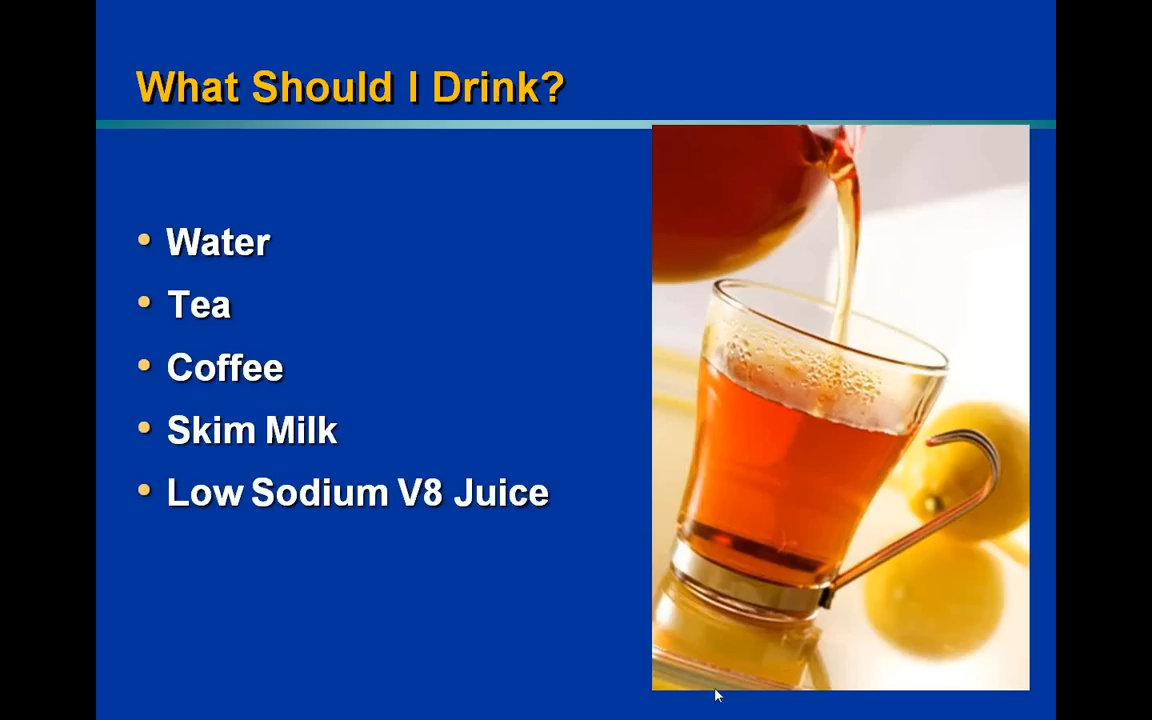 What Should I Drink?
• Water
• Tea
• Coffee
• Skim Milk
• Low Sodium V8 Juice